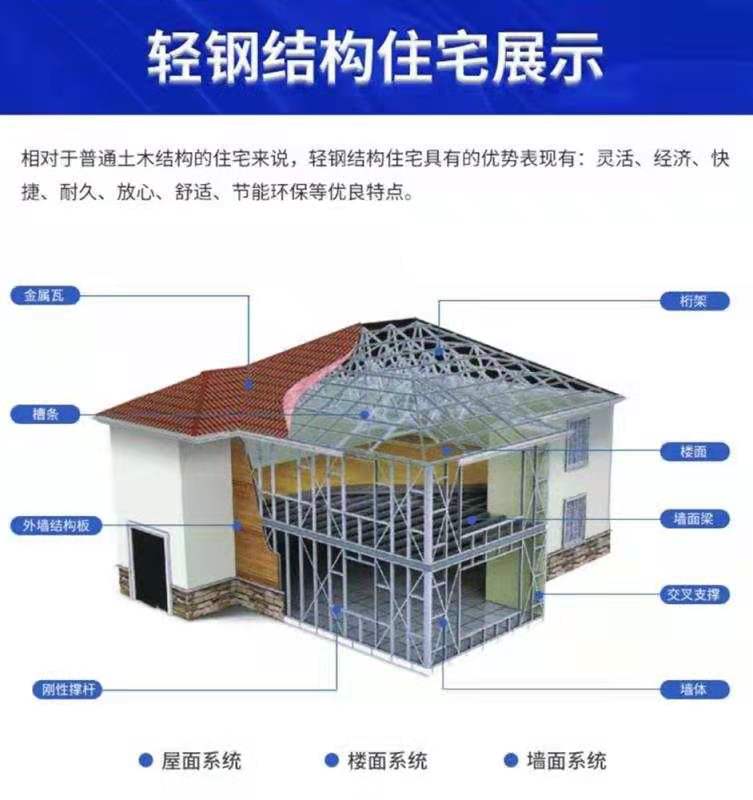 轻钢结构住宅展示
相对于普通土木结构的住宅来说，轻钢结构住宅具有的优势表现有：灵活、经济、快
捷、耐久、放心、舒适、节能环保等优良特点。
金属瓦
桁架
槽条
楼面
外墙结构板
墙面梁
交叉支撑
刚性撑杆
墙体
屋面系统
楼面系统
墙面系统